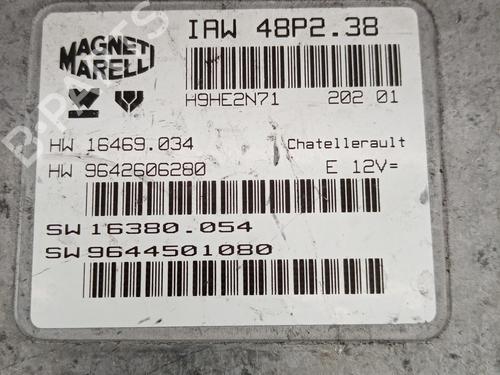 MAGNETI
MARELLI
IAW 48P2.38
H9HE2N71 202 01
HW 16469.034 Chatellerault
HW 9642606280 E 12V=
SW 16380.054
SW 9644501080
B-PARTS